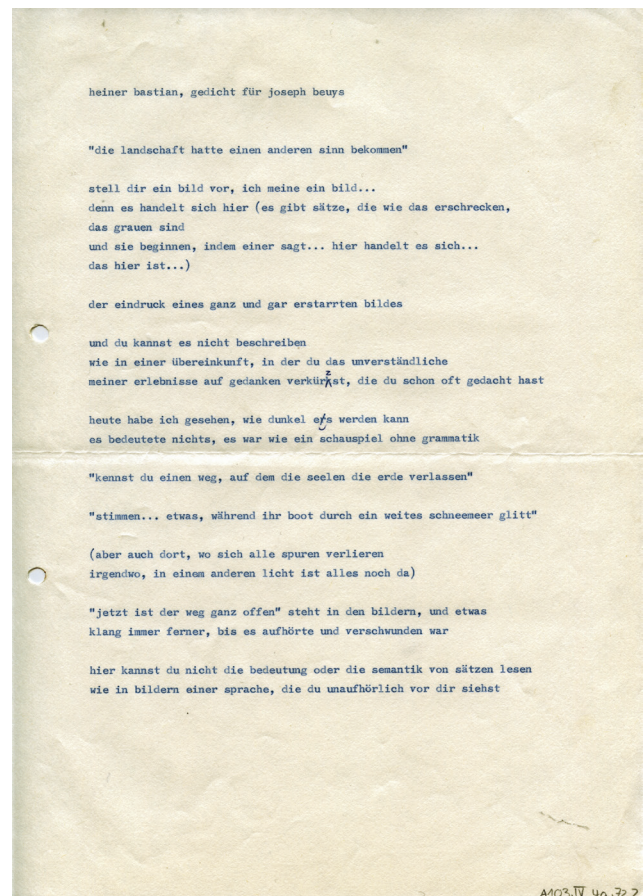 heiner bastian, gedicht für joseph beuys
"die landschaft hatte einen anderen sinn bekommen"
stell dir ein bild vor, ich meine ein bild...
denn es handelt sich hier (es gibt sätze, die wie das erschrecken,
das grauen sind
und sie beginnen, indem einer sagt... hier handelt es sich...
das hier ist...)
der eindruck eines ganz und gar erstarrten bildes
und du kannst es nicht beschreiben
wie in einer übereinkunft, in der du das unverständliche
meiner erlebnisse auf gedanken verkürzst, die du schon oft gedacht hast
heute habe ich gesehen, wie dunkel es werden kann
es bedeutete nichts, es war wie ein schauspiel ohne grammatik
"kennst du einen weg, auf dem die seelen die erde verlassen"
"stimmen... etwas, während ihr boot durch ein weites schneemeer glitt"
(aber auch dort, wo sich alle spuren verlieren
irgendwo, in einem anderen licht ist alles noch da)
"jetzt ist der weg ganz offen" steht in den bildern, und etwas
klang immer ferner, bis es aufhörte und verschwunden war
hier kannst du nicht die bedeutung oder die semantik von sätzen lesen
wie in bildern einer sprache, die du unaufhörlich vor dir siehst